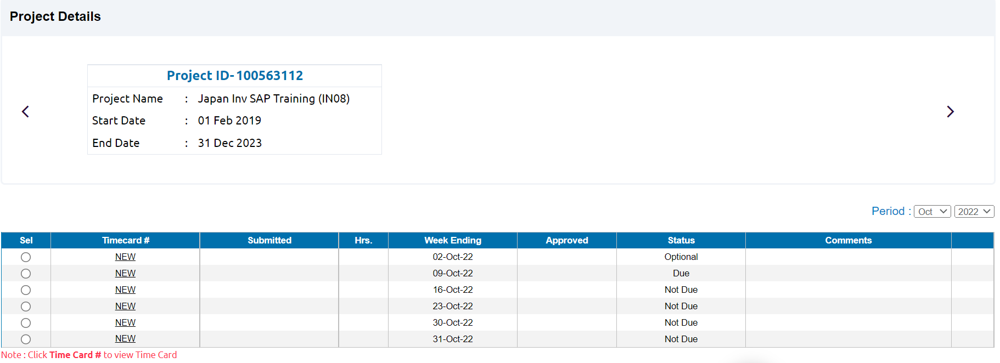 Project Details
Project ID-100563112
Project Name : Japan Inv SAP Training (IN08)
Start Date : 01 Feb 2019
End Date : 31 Dec 2023
Period : Oct 2022
Sel Timecard # Submitted Hrs. Week Ending Approved Status Comments
NEW 02-Oct-22 Optional
NEW 09-Oct-22 Due
NEW 16-Oct-22 Not Due
NEW 23-Oct-22 Not Due
NEW 30-Oct-22 Not Due
NEW 31-Oct-22 Not Due
Note : Click Time Card # to view Time Card